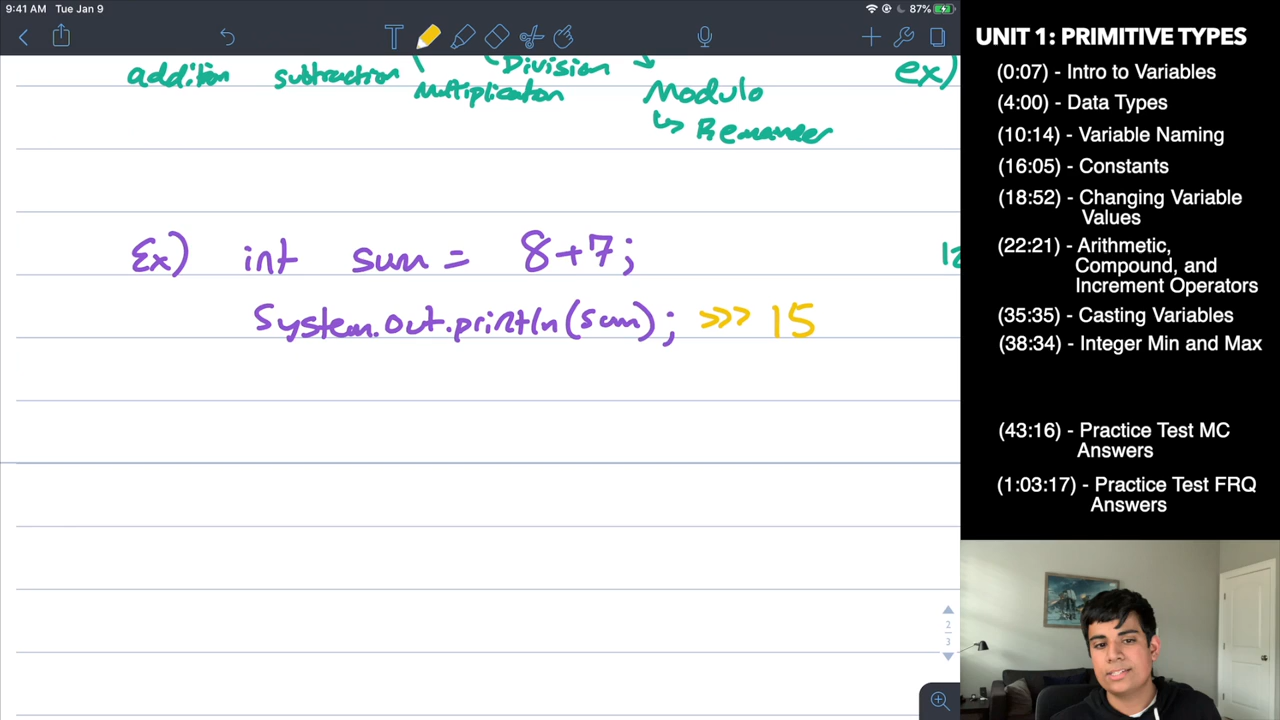 9:41 AM Tue Jan 9
87%
T
addition subtraction Multiplication Division Modulo
↳ Remander
ex)
Ex) int sum = 8+7;
12
System.out.println(sum); >>> 15
2
3
UNIT 1: PRIMITIVE TYPES
(0:07) - Intro to Variables
(4:00) - Data Types
(10:14) - Variable Naming
(16:05) - Constants
(18:52) - Changing Variable
Values
(22:21) - Arithmetic,
Compound, and
Increment Operators
(35:35) - Casting Variables
(38:34) - Integer Min and Max
(43:16) - Practice Test MC
Answers
(1:03:17) - Practice Test FRQ
Answers